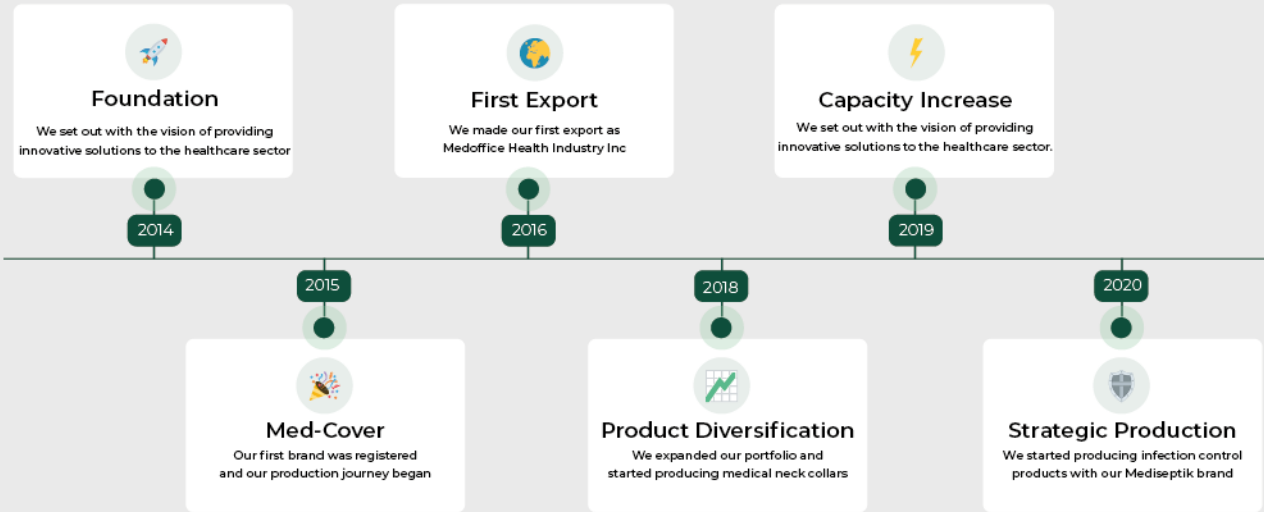 Foundation
We set out with the vision of providing
innovative solutions to the healthcare sector
2014
2015
Med-Cover
Our first brand was registered
and our production journey began
First Export
We made our first export as
Medoffice Health Industry Inc
2016
2018
Product Diversification
We expanded our portfolio and
started producing medical neck collars
Capacity Increase
We set out with the vision of providing
innovative solutions to the healthcare sector.
2019
2020
Strategic Production
We started producing infection control
products with our Mediseptik brand